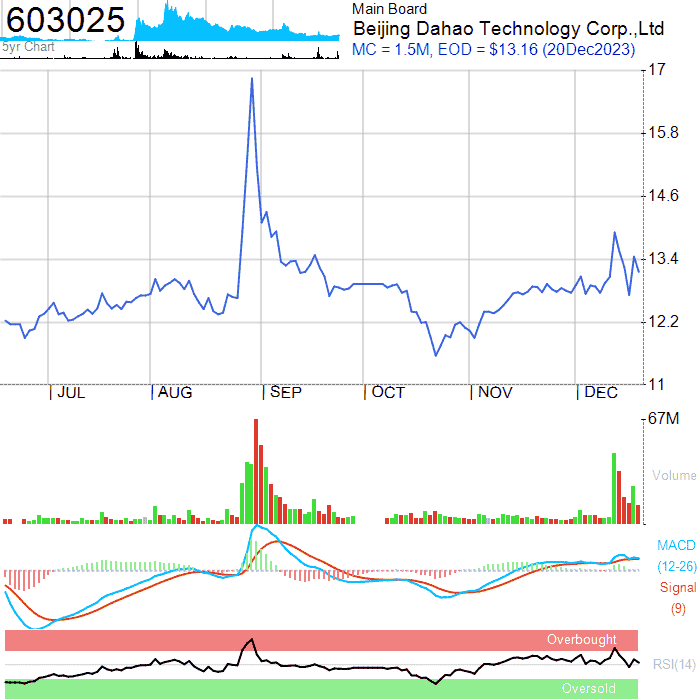 603025
5yr Chart
Main Board
Beijing Dahao Technology Corp.,Ltd
MC = 1.5M, EOD = $13.16 (20Dec2023)
17
15.8
14.6
13.4
12.2
11
JUL AUG SEP OCT NOV DEC
67M
Volume
MACD
(12-26)
Signal
(9)
Overbought
RSI(14)
Oversold